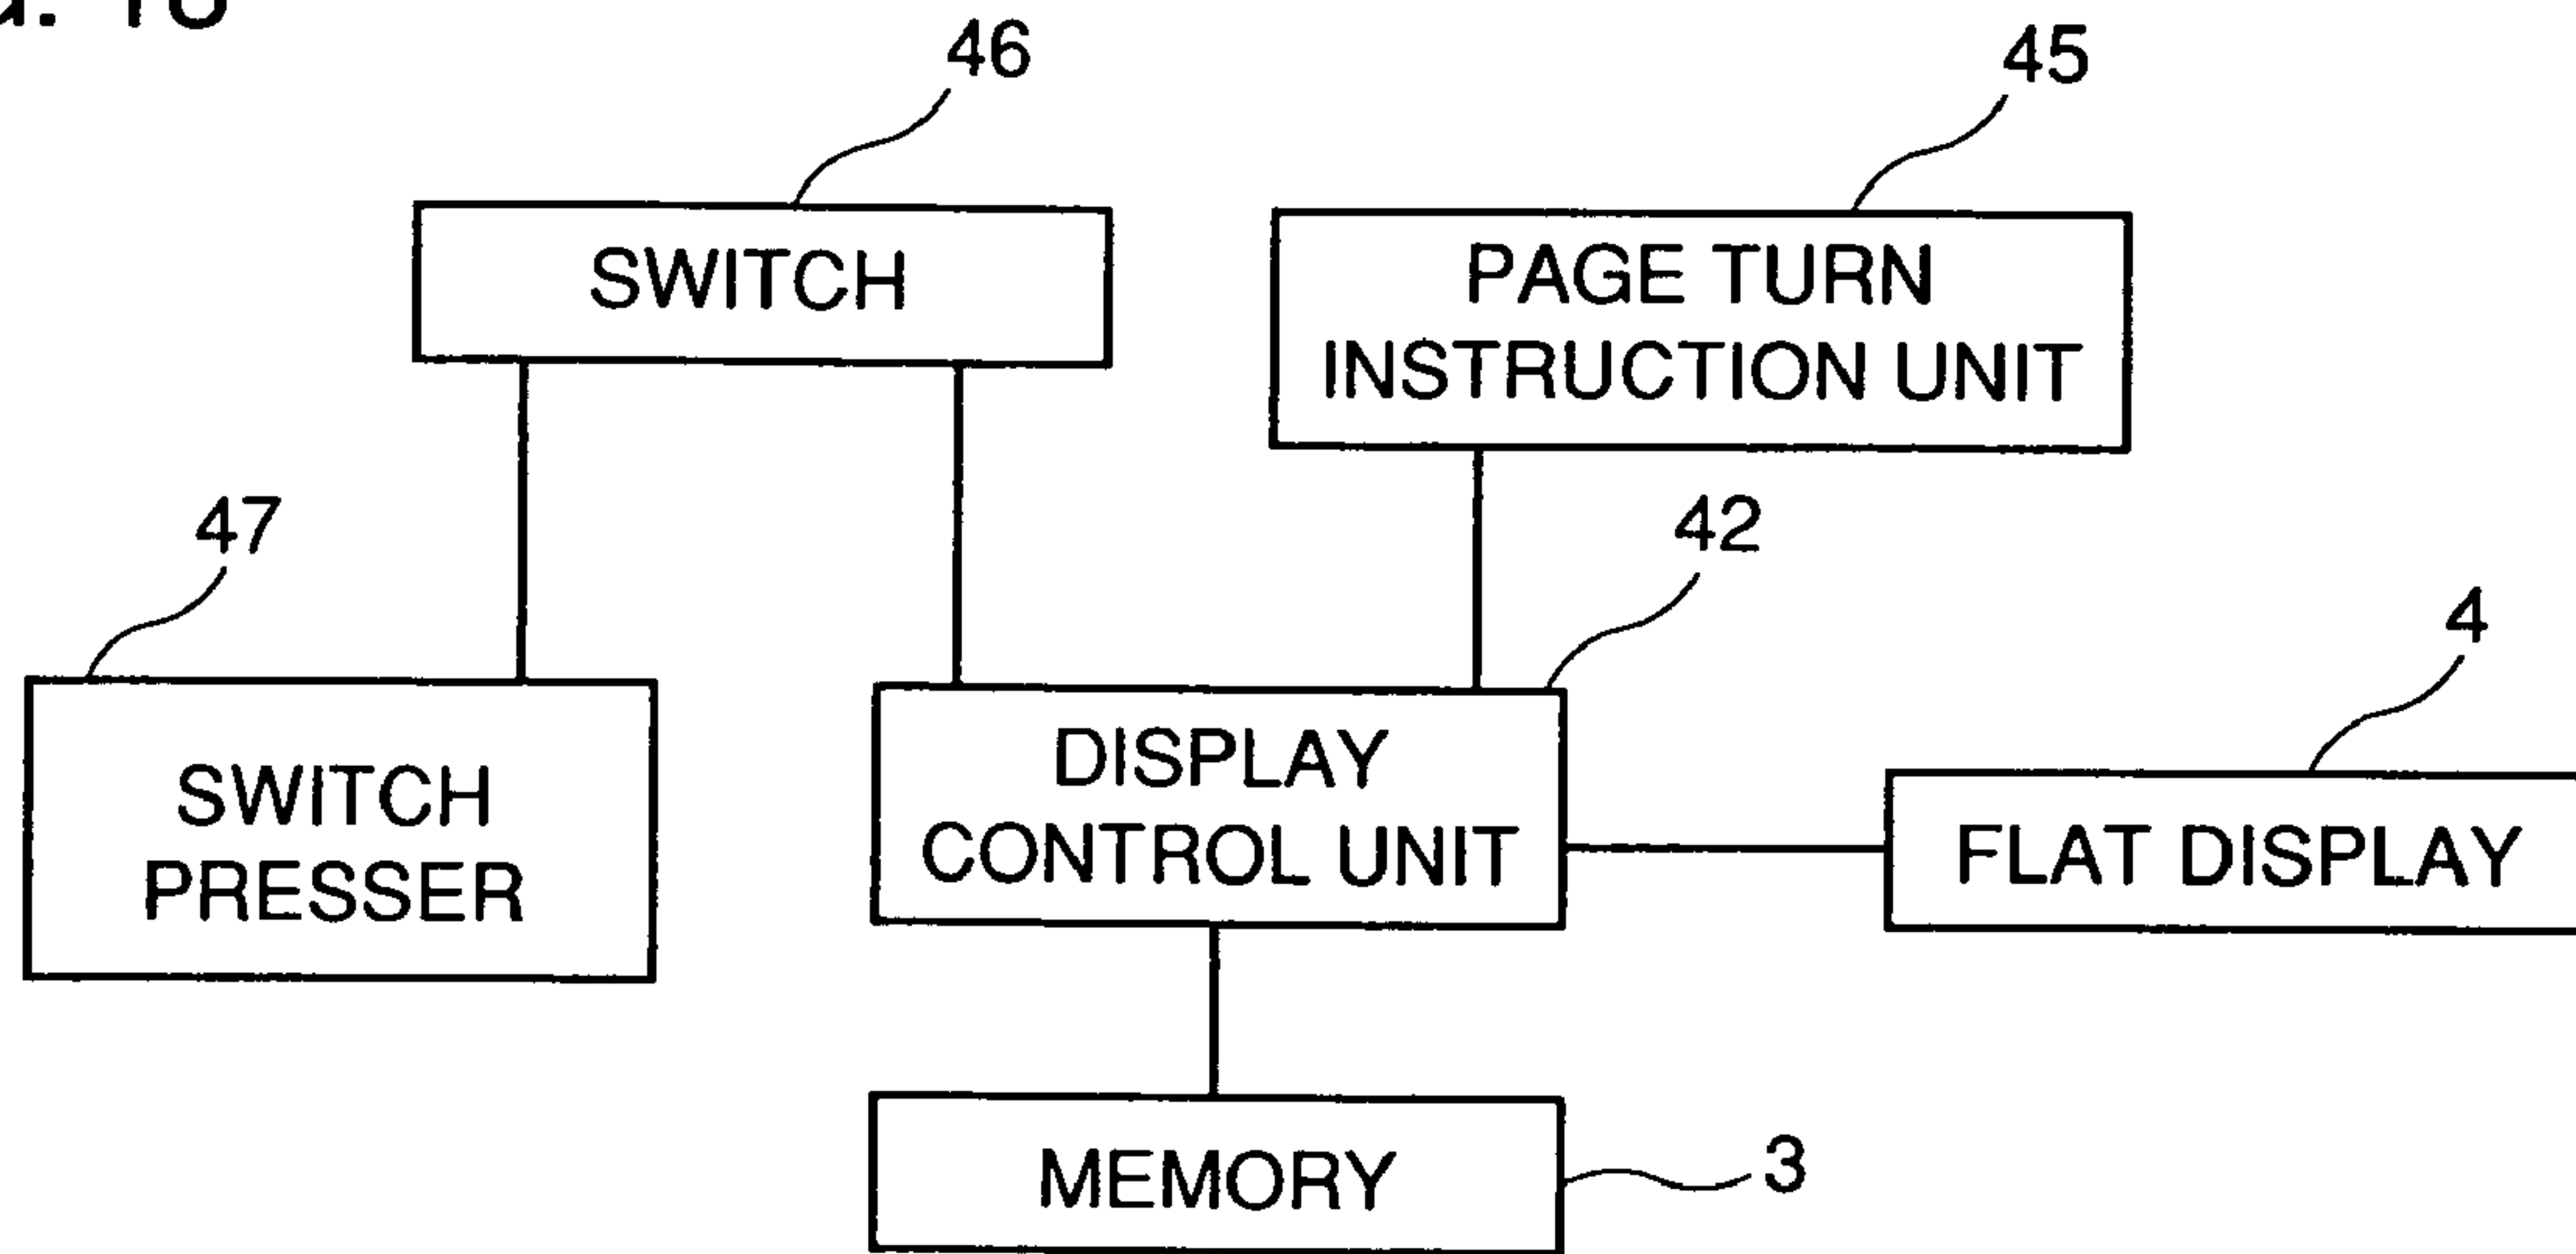 46
45
SWITCH
PAGE TURN
INSTRUCTION UNIT
47
42
4
SWITCH
PRESSER
DISPLAY
CONTROL UNIT
FLAT DISPLAY
MEMORY
3